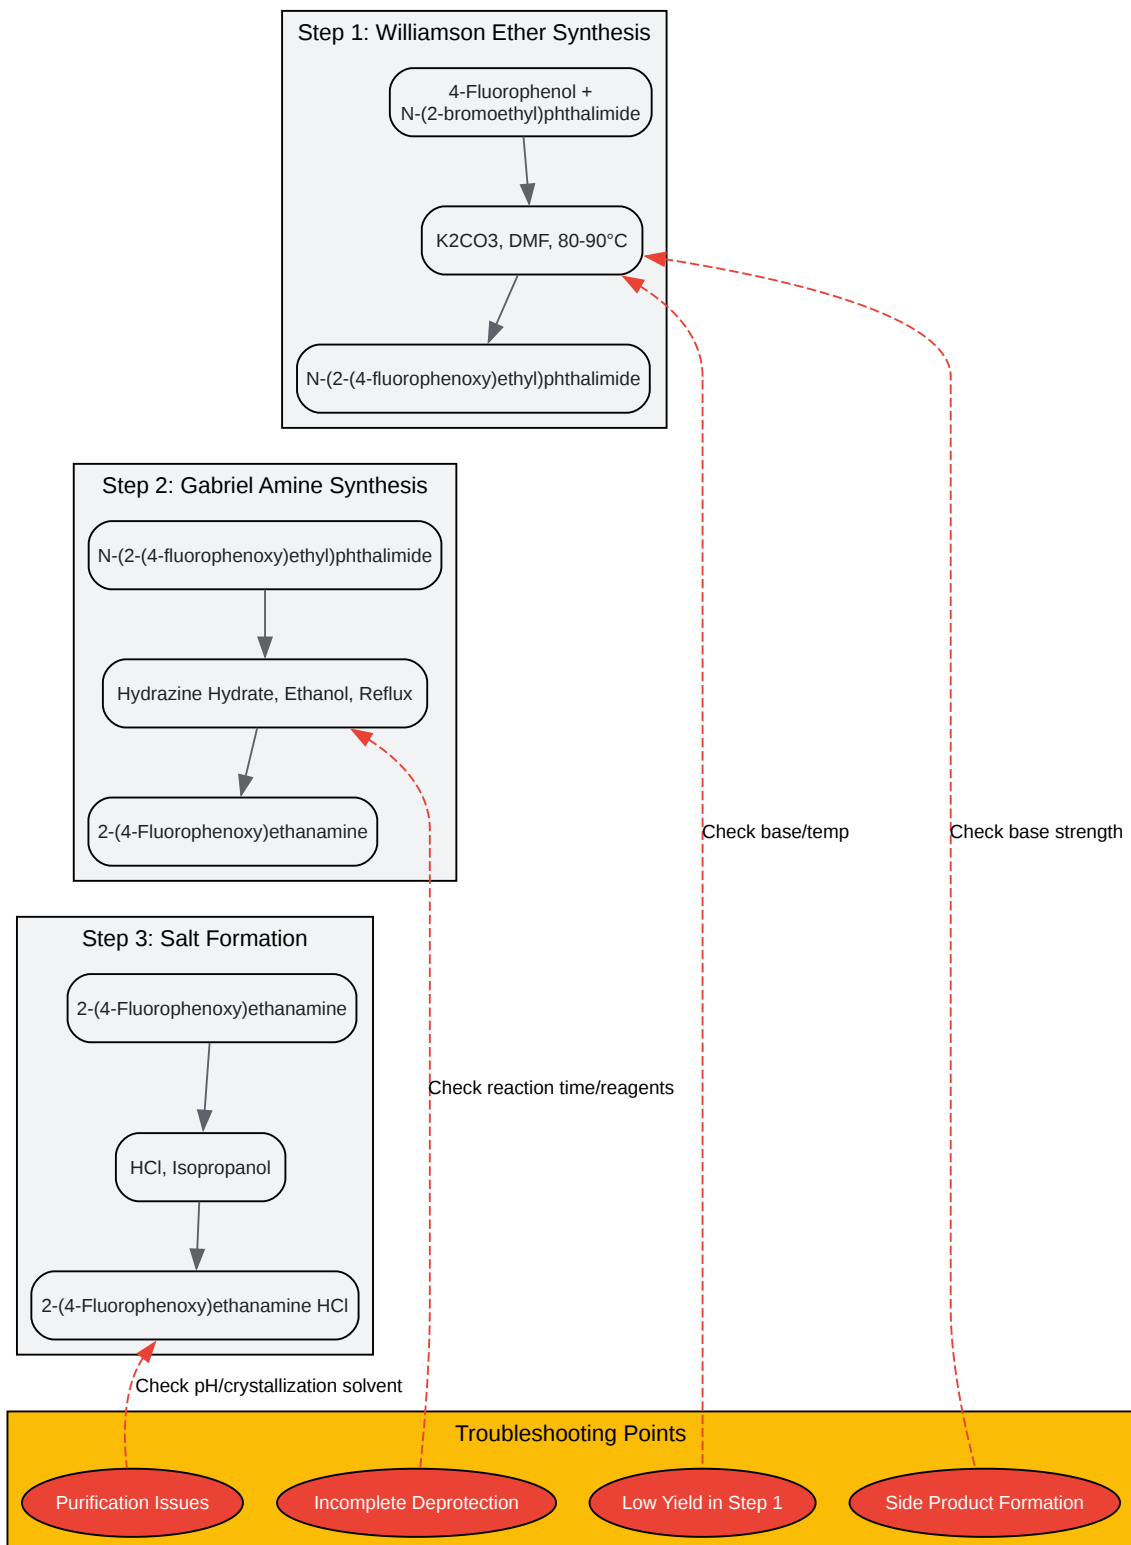 Step 1: Williamson Ether Synthesis
4-Fluorophenol +
N-(2-bromoethyl)phthalimide
K2CO3, DMF, 80-90°C
N-(2-(4-fluorophenoxy)ethyl)phthalimide
Step 2: Gabriel Amine Synthesis
N-(2-(4-fluorophenoxy)ethyl)phthalimide
Hydrazine Hydrate, Ethanol, Reflux
2-(4-Fluorophenoxy)ethanamine
Check base/temp
Check base strength
Step 3: Salt Formation
2-(4-Fluorophenoxy)ethanamine
Check reaction time/reagents
HCl, Isopropanol
2-(4-Fluorophenoxy)ethanamine HCl
Check pH/crystallization solvent
Troubleshooting Points
Purification Issues
Incomplete Deprotection
Low Yield in Step 1
Side Product Formation